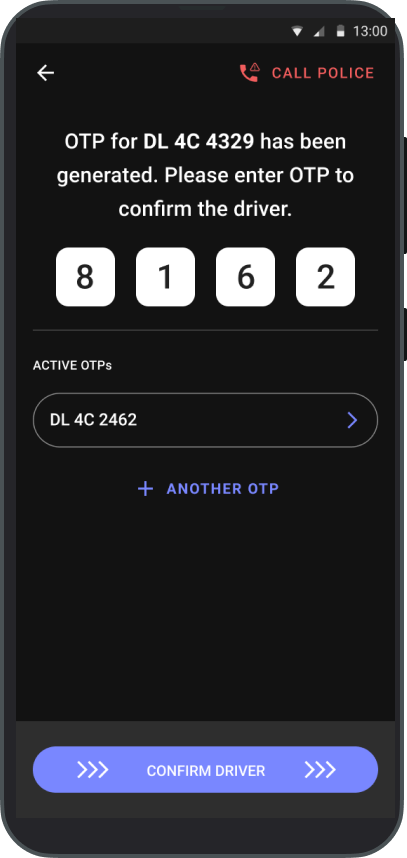 13:00
CALL POLICE
OTP for DL 4C 4329 has been
generated. Please enter OTP to
confirm the driver.
8 1 6 2
ACTIVE OTPs
DL 4C 2462
+ ANOTHER OTP
CONFIRM DRIVER